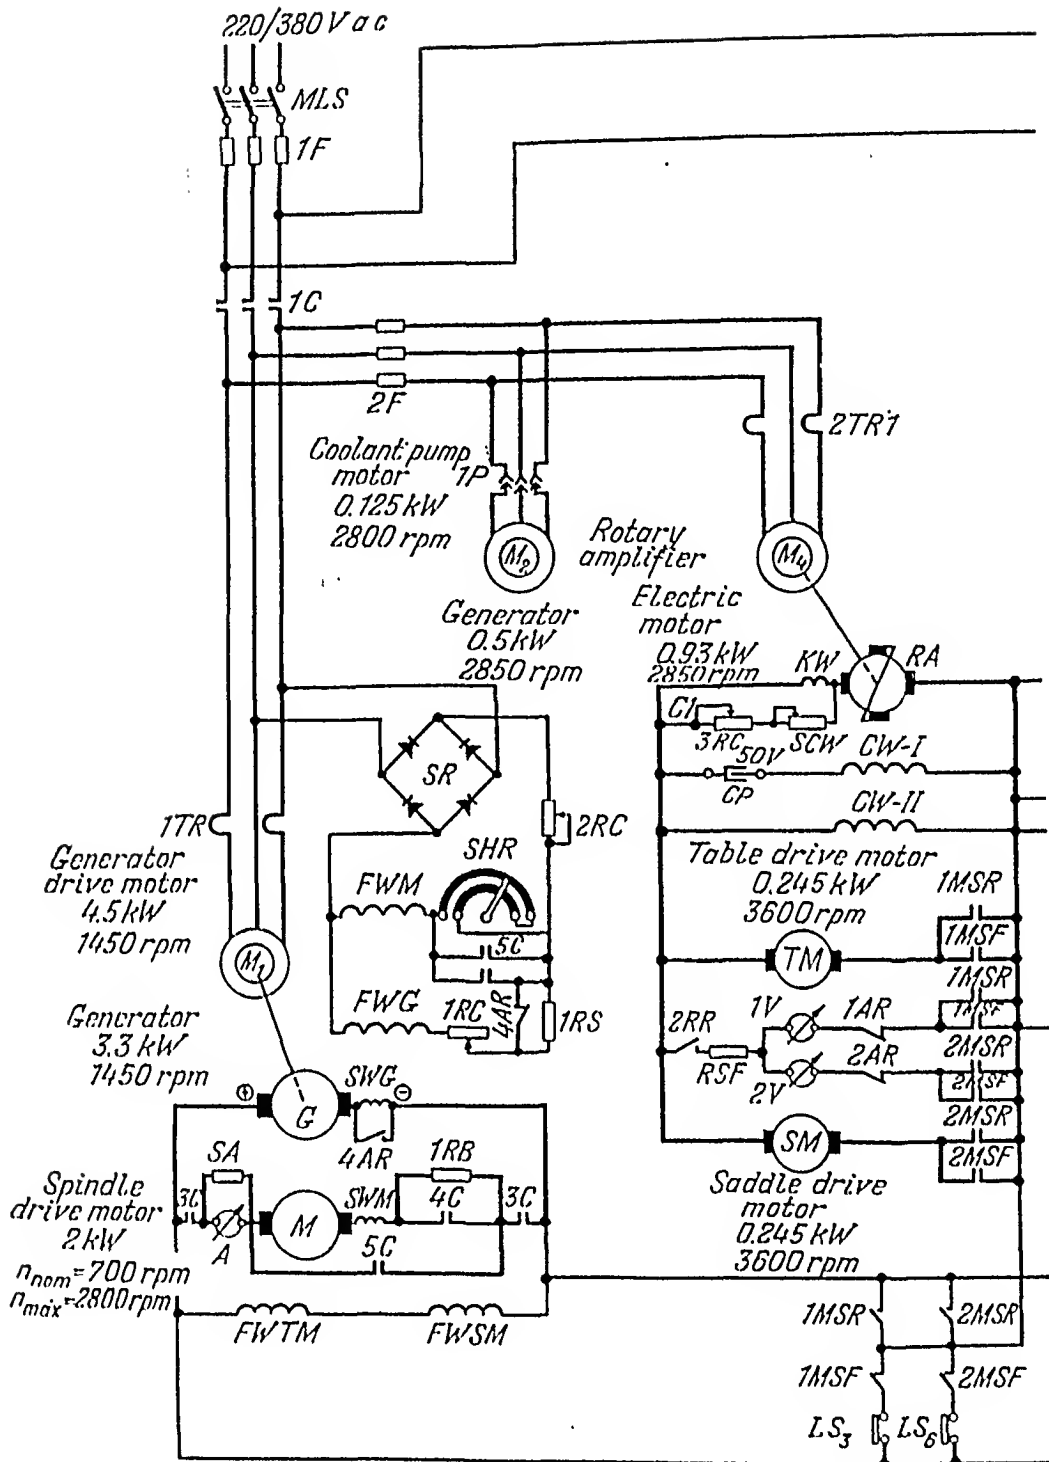 220/380 V a c
MLS
1F
1C
2F
2TR1
Coolant pump
motor
0.125 kW
2800 rpm
1P
M2
Rotary
amplifier
M4
Generator
0.5 kW
2850 rpm
Electric
motor
0.93 kW
2850 rpm
KW
RA
C1
3RC
SCW
50V
CP
CW-I
CW-II
SR
2RC
1TR
SHR
Generator
drive motor
4.5 kW
1450 rpm
FWM
5C
Table drive motor
0.245 kW
3600 rpm
1MSR
1MSF
TM
M1
FWG
1RC
4AR
1RS
1MSR
1MSF
1V
1AR
2RR
RSF
2V
2AR
2MSR
2MSF
Generator
3.3 kW
1450 rpm
G
SWG
4AR
2MSR
2MSF
SM
SA
1RB
Spindle
drive motor
2 kW
n nom = 700 rpm
n max = 2800 rpm
3C
A
M
SWM
4C
3C
5C
Saddle drive
motor
0.245 kW
3600 rpm
FWTM
FWSM
1MSR
2MSR
1MSF
2MSF
LS3
LS6